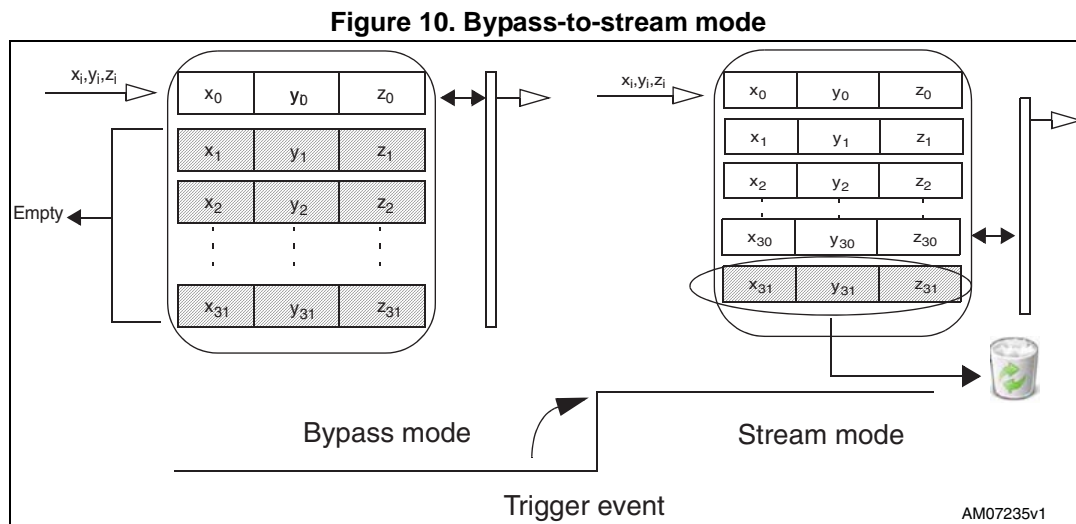 Figure 10. Bypass-to-stream mode
xᵢ,yᵢ,zᵢ
x₀ y₀ z₀
x₁ y₁ z₁
x₂ y₂ z₂
x₃₁ y₃₁ z₃₁
Empty
xᵢ,yᵢ,zᵢ
x₀ y₀ z₀
x₁ y₁ z₁
x₂ y₂ z₂
x₃₀ y₃₀ z₃₀
x₃₁ y₃₁ z₃₁
Bypass mode
Stream mode
Trigger event
AM07235v1